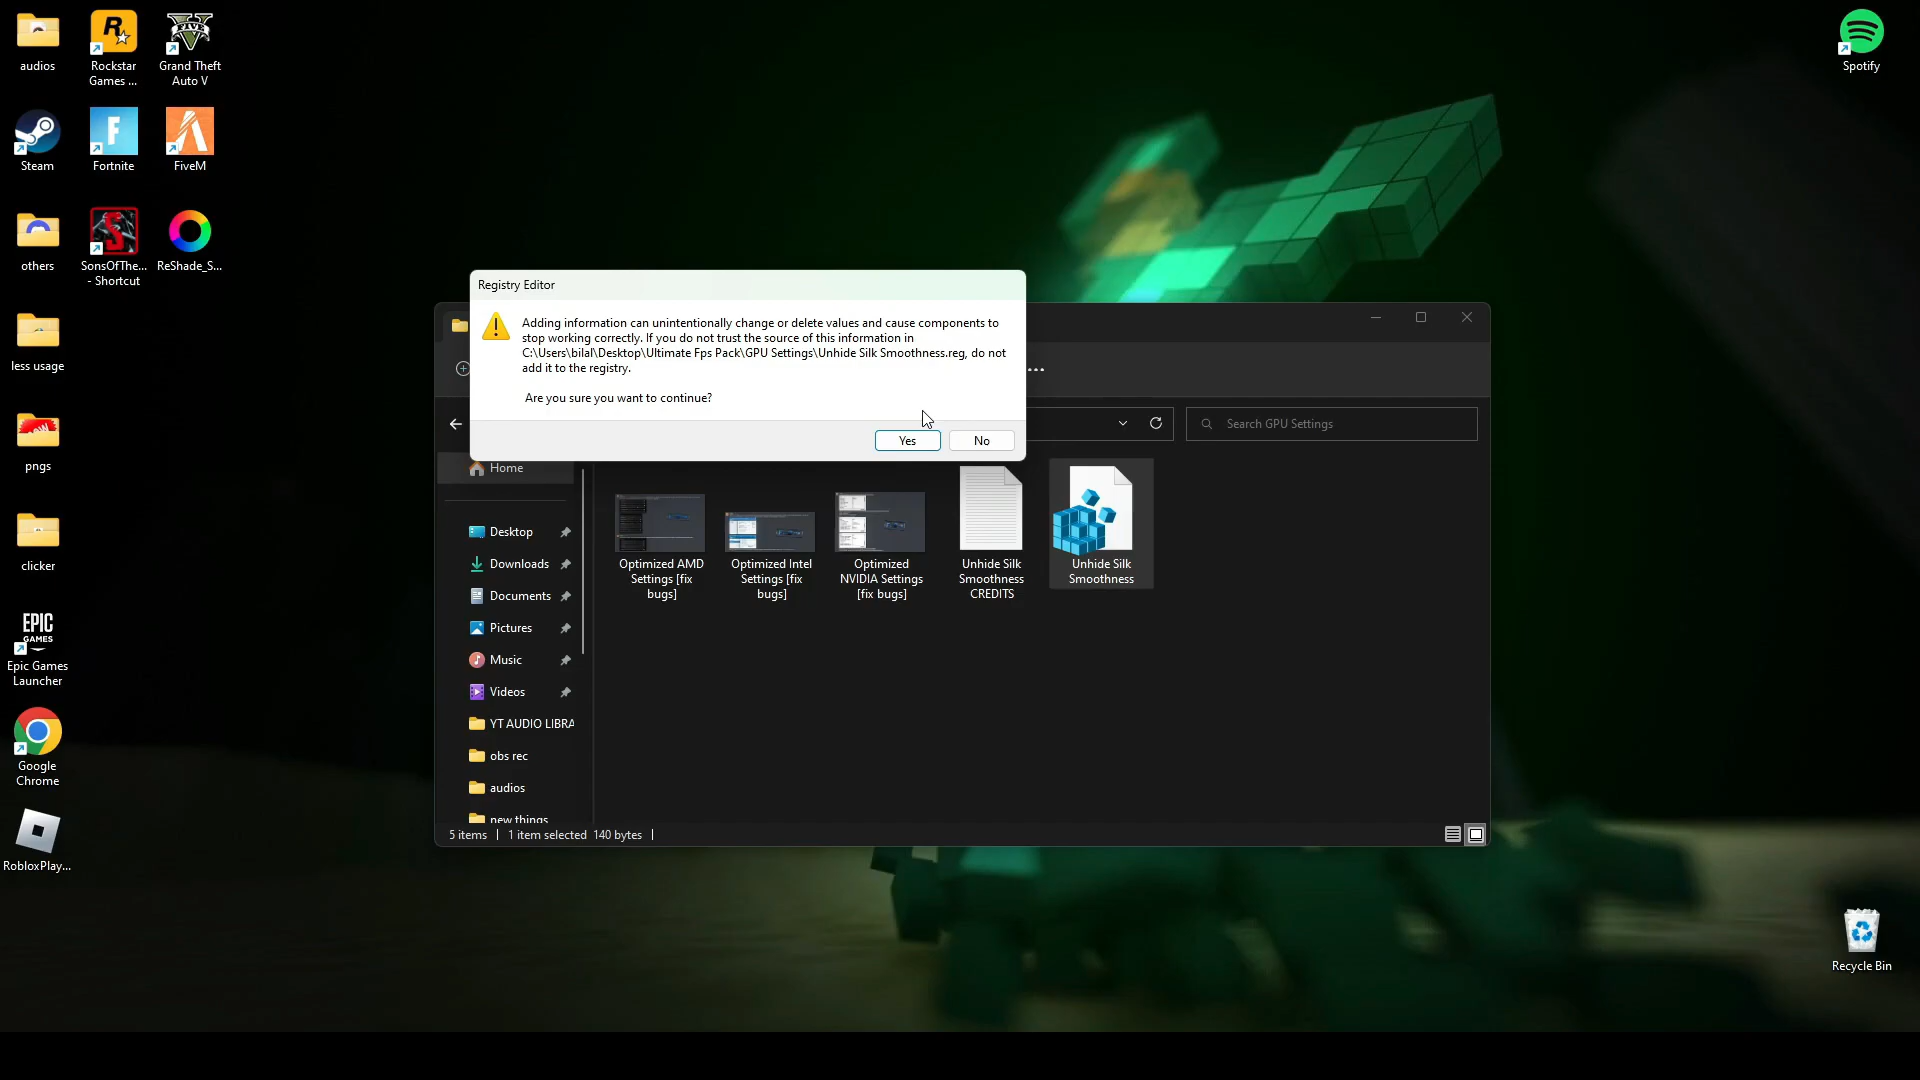 audios
Rockstar
Games ...
Grand Theft
Auto V
Spotify
Steam
Fortnite
FiveM
others
SonsOfThe...
- Shortcut
ReShade_S...
less usage
pngs
clicker
EPIC
GAMES
Epic Games
Launcher
Google
Chrome
RobloxPlay...
Recycle Bin
Registry Editor
Adding information can unintentionally change or delete values and cause components to
stop working correctly. If you do not trust the source of this information in
C:\Users\bilal\Desktop\Ultimate Fps Pack\GPU Settings\Unhide Silk Smoothness.reg, do not
add it to the registry.
Are you sure you want to continue?
Yes
No
Search GPU Settings
Home
Desktop
Downloads
Documents
Pictures
Music
Videos
YT AUDIO LIBRA
obs rec
audios
new things
Optimized AMD
Settings [fix
bugs]
Optimized Intel
Settings [fix
bugs]
Optimized
NVIDIA Settings
[fix bugs]
Unhide Silk
Smoothness
CREDITS
Unhide Silk
Smoothness
5 items
1 item selected 140 bytes